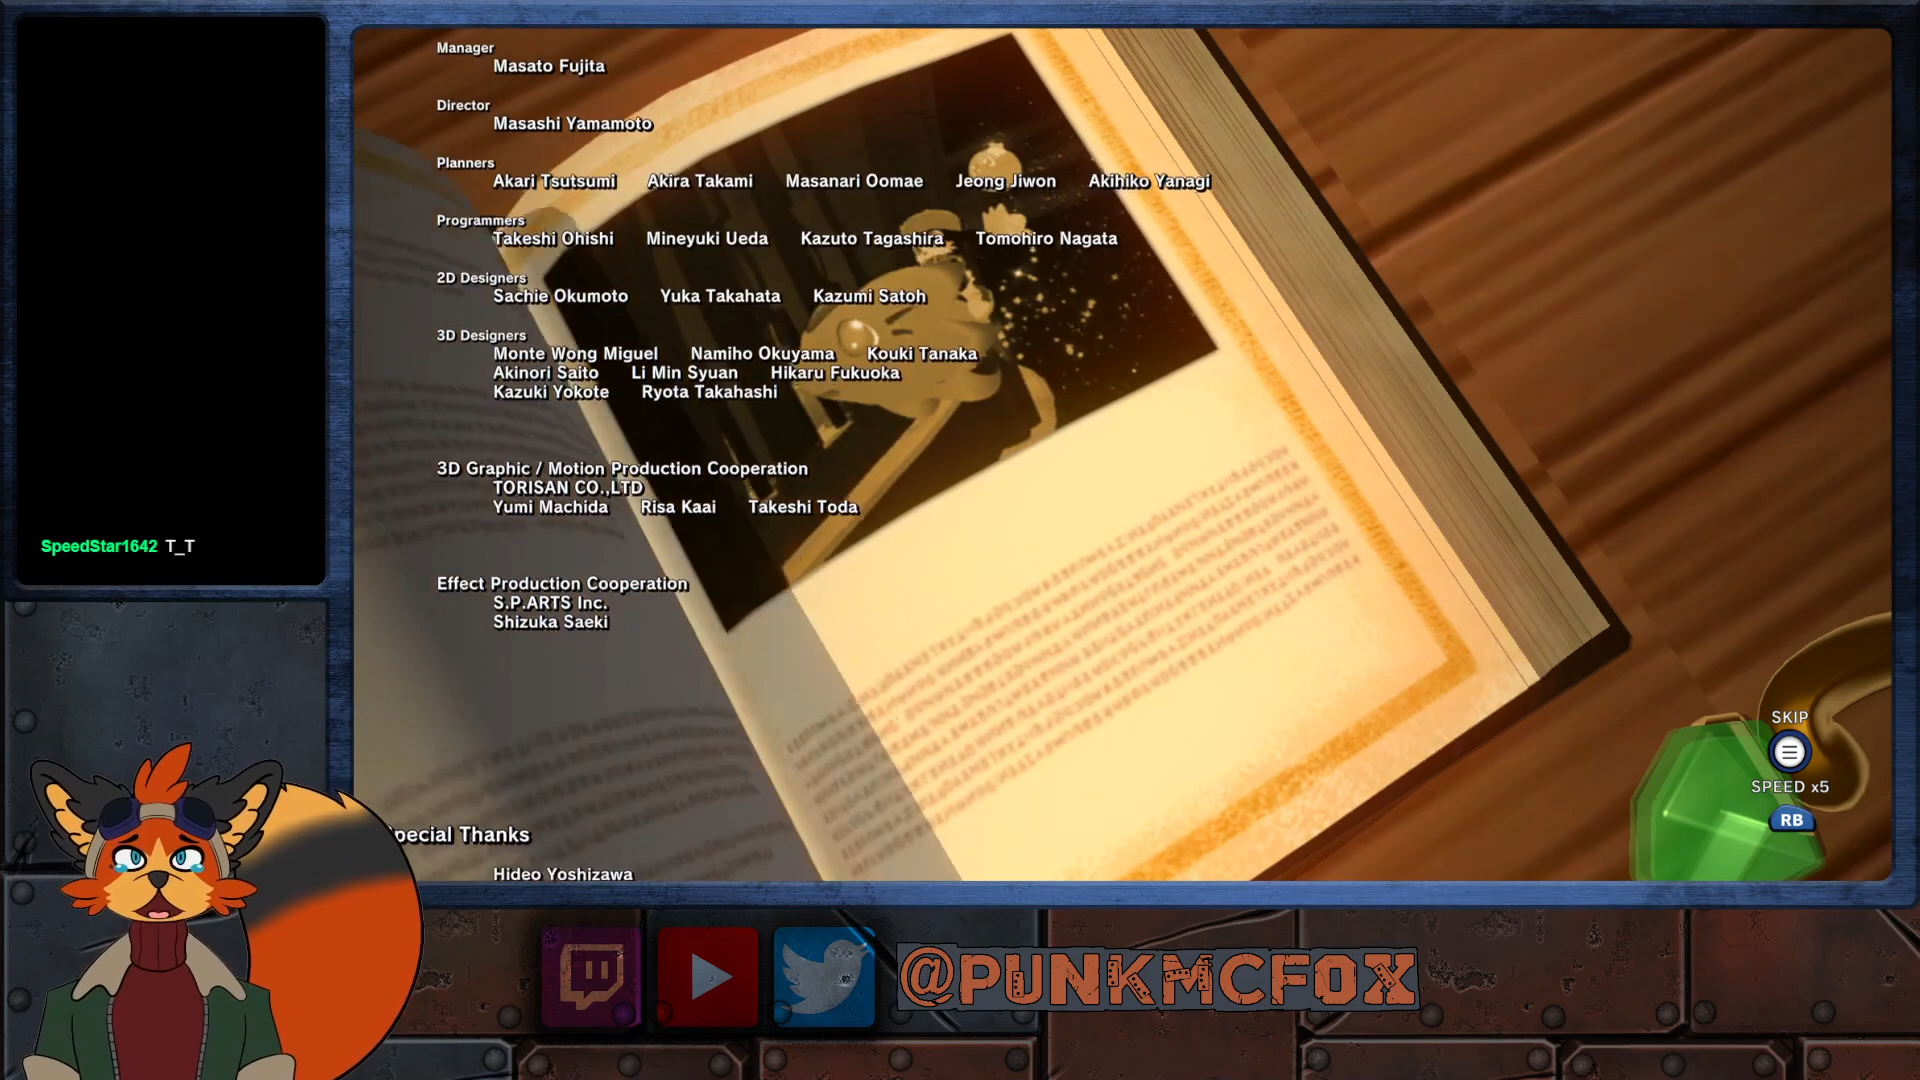 Manager
Masato Fujita
Director
Masashi Yamamoto
Planners
Akari Tsutsumi Akira Takami Masanari Oomae Jeong Jiwon Akihiko Yanagi
Programmers
Takeshi Ohishi Mineyuki Ueda Kazuto Tagashira Tomohiro Nagata
2D Designers
Sachie Okumoto Yuka Takahata Kazumi Satoh
3D Designers
Monte Wong Miguel Namiho Okuyama Kouki Tanaka
Akinori Saito Li Min Syuan Hikaru Fukuoka
Kazuki Yokote Ryota Takahashi
3D Graphic / Motion Production Cooperation
TORISAN CO.,LTD
Yumi Machida Risa Kaai Takeshi Toda
Effect Production Cooperation
S.P.ARTS Inc.
Shizuka Saeki
pecial Thanks
Hideo Yoshizawa
SpeedStar1642 T_T
SKIP
SPEED x5
RB
@PUNKMCFOX